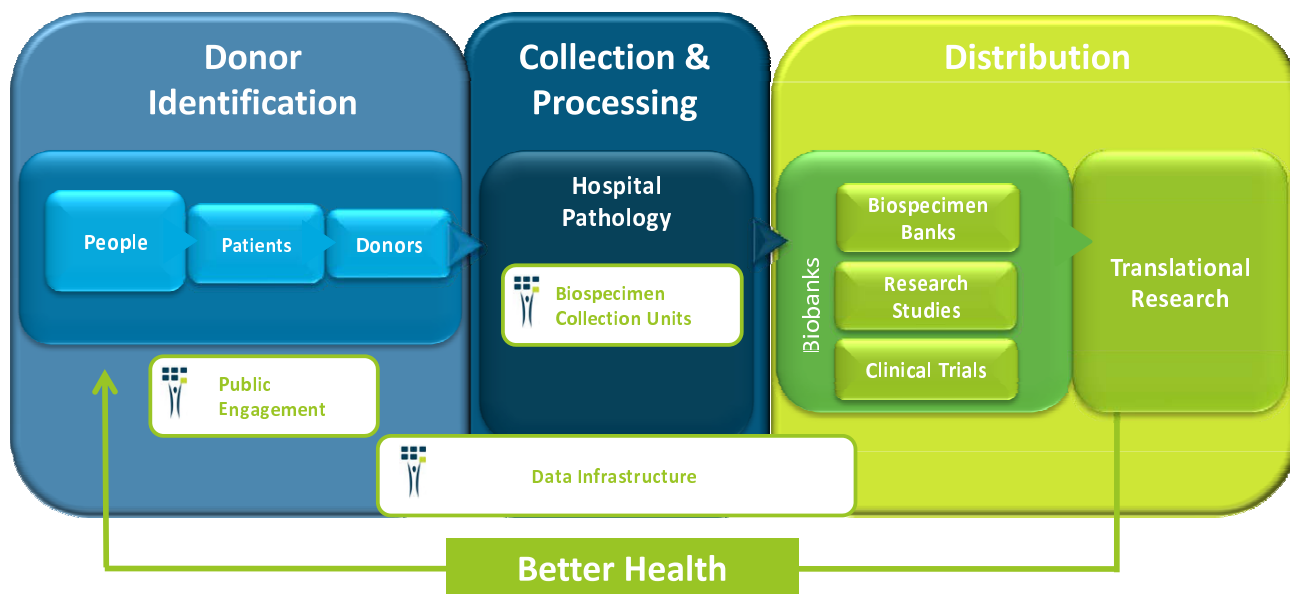 Donor
Identification
Collection &
Processing
Distribution
People
Patients
Donors
Hospital
Pathology
Biospecimen
Collection Units
Biobanks
Biospecimen
Banks
Research
Studies
Clinical Trials
Translational
Research
Public
Engagement
Data Infrastructure
Better Health